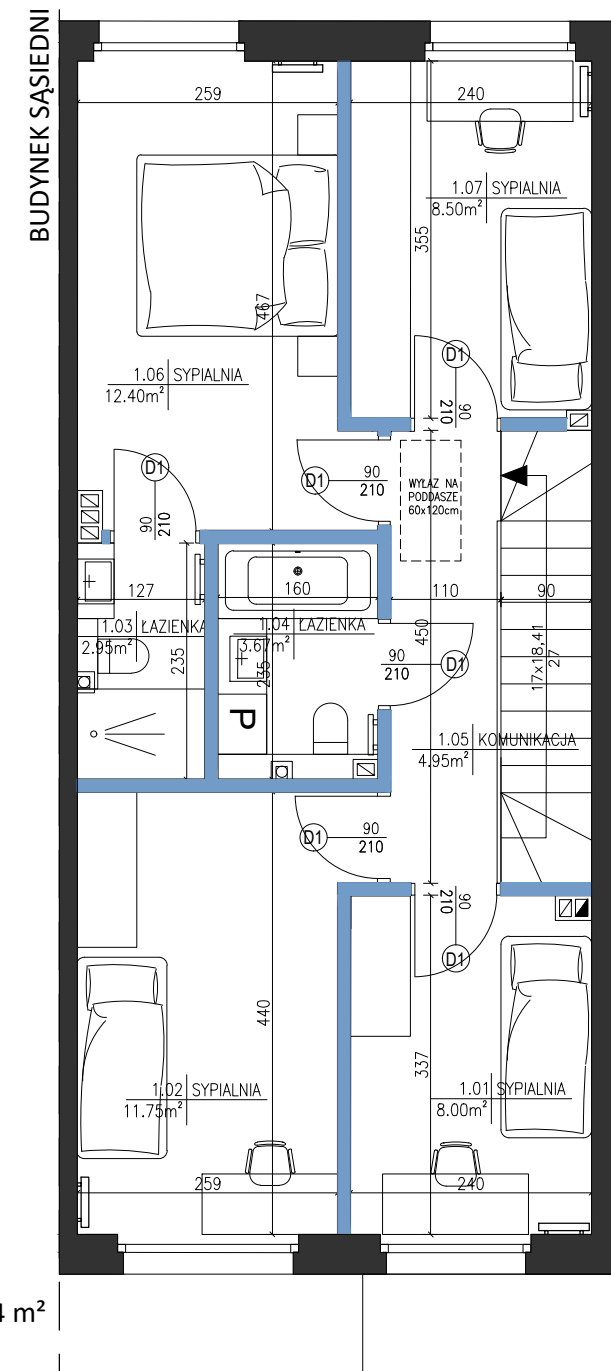 BUDYNEK SĄSIEDNI
259
240
1.07 SYPIALNIA
8.50m²
355
467
1.06 SYPIALNIA
12.40m²
D1
90
210
D1
90
210
WYŁAZ NA
PODDASZE
60x120cm
D1
90
210
127
160
110
90
1.03 ŁAZIENKA
2.95m²
235
1.04 ŁAZIENKA
3.67m²
235
450
17x18,41
27
90
210
D1
P
1.05 KOMUNIKACJA
4.95m²
D1
90
210
90
210
D1
440
337
1.02 SYPIALNIA
11.75m²
1.01 SYPIALNIA
8.00m²
259
240
4 m²